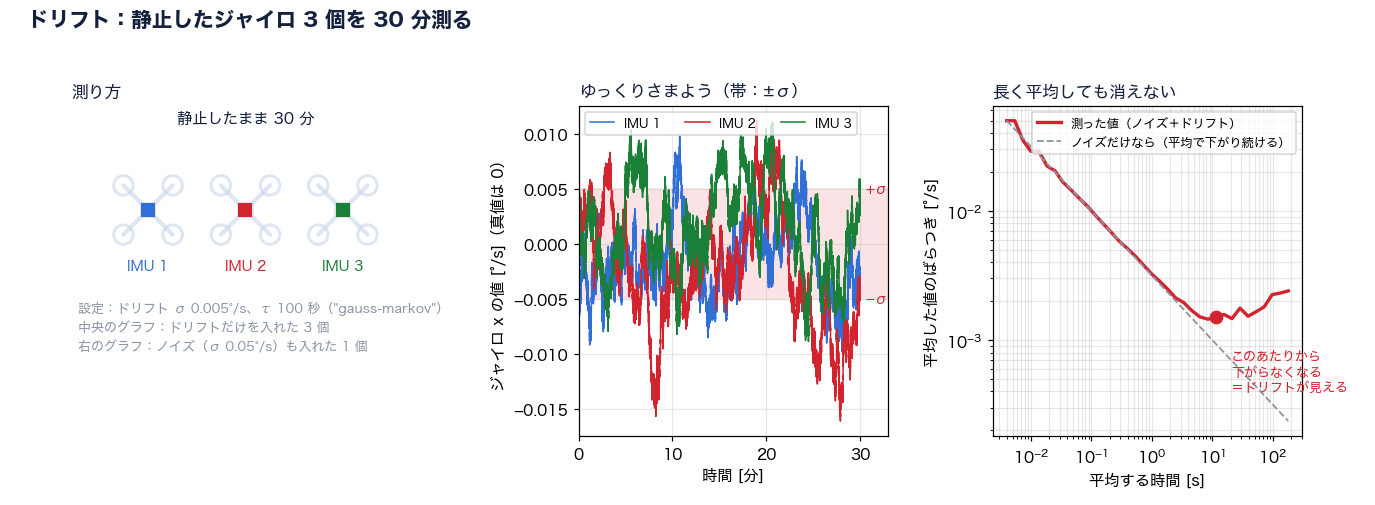 ドリフト：静止したジャイロ 3 個を 30 分測る
測り方
静止したまま 30 分
IMU 1
IMU 2
IMU 3
設定：ドリフト σ 0.005°/s、τ 100 秒（"gauss-markov"）
中央のグラフ：ドリフトだけを入れた 3 個
右のグラフ：ノイズ（σ 0.05°/s）も入れた 1 個
ゆっくりさまよう（帯：±σ）
IMU 1
IMU 2
IMU 3
ジャイロ x の値 [°/s]（真値は 0）
0.010
0.005
0.000
−0.005
−0.010
−0.015
+σ
−σ
0
10
20
30
時間 [分]
長く平均しても消えない
測った値（ノイズ＋ドリフト）
ノイズだけなら（平均で下がり続ける）
平均した値のばらつき [°/s]
10⁻²
10⁻³
このあたりから
下がらなくなる
＝ドリフトが見える
10⁻²
10⁻¹
10⁰
10¹
10²
平均する時間 [s]